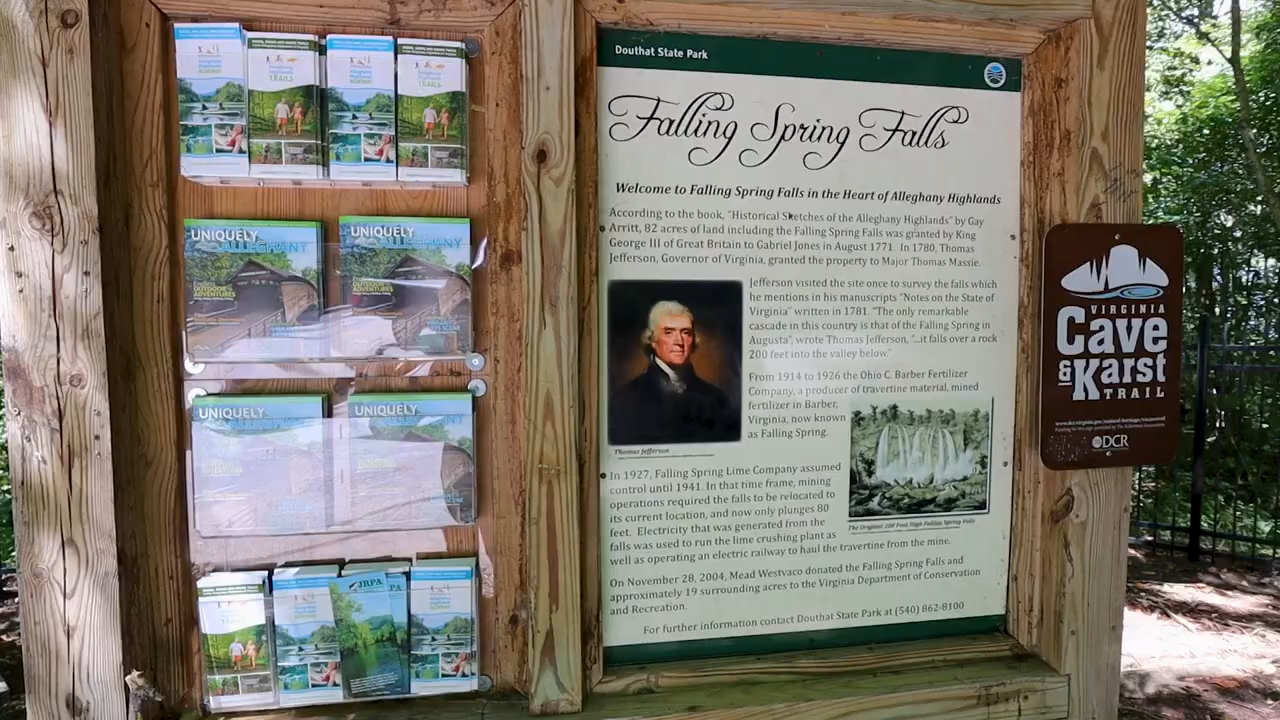 TRAILS
TRAILS
UNIQUELY
ALLEGHANY
Endless
OUTDOOR
ADVENTURES
UNIQUELY
ALLEGHANY
OUTDOOR
ADVENTURES
UNIQUELY
UNIQUELY
JRPA
PA
Douthat State Park
Falling Spring Falls
Welcome to Falling Spring Falls in the Heart of Alleghany Highlands
According to the book, "Historical Sketches of the Alleghany Highlands" by Gay
Arritt, 82 acres of land including the Falling Spring Falls was granted by King
George III of Great Britain to Gabriel Jones in August 1771. In 1780, Thomas
Jefferson, Governor of Virginia, granted the property to Major Thomas Massie.
Jefferson visited the site once to survey the falls which
he mentions in his manuscripts "Notes on the State of
Virginia" written in 1781. "The only remarkable
cascade in this country is that of the Falling Spring in
Augusta", wrote Thomas Jefferson, "...it falls over a rock
200 feet into the valley below."
Thomas Jefferson
From 1914 to 1926 the Ohio C. Barber Fertilizer
Company, a producer of travertine material, mined
fertilizer in Barber,
Virginia, now known
as Falling Spring.
The Original 200 Foot High Falling Spring Falls
In 1927, Falling Spring Lime Company assumed
control until 1941. In that time frame, mining
operations required the falls to be relocated to
its current location, and now only plunges 80
feet. Electricity that was generated from the
falls was used to run the lime crushing plant as
well as operating an electric railway to haul the travertine from the mine.
On November 28, 2004, Mead Westvaco donated the Falling Spring Falls and
approximately 19 surrounding acres to the Virginia Department of Conservation
and Recreation.
For further information contact Douthat State Park at (540) 862-8100
VIRGINIA
Cave
& Karst
TRAIL
DCR